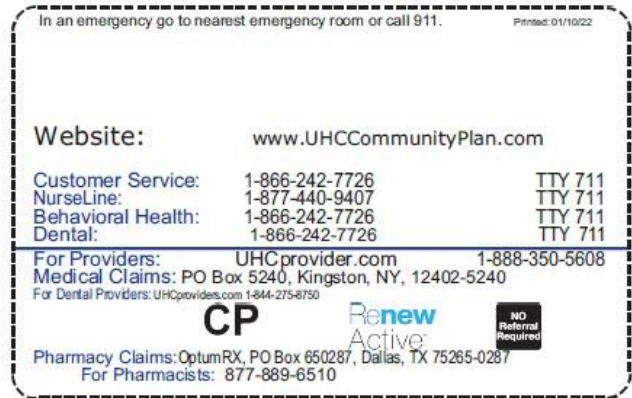 In an emergency go to nearest emergency room or call 911. Printed: 01/10/22
Website: www.UHCCommunityPlan.com
Customer Service: 1-866-242-7726 TTY 711
NurseLine: 1-877-440-9407 TTY 711
Behavioral Health: 1-866-242-7726 TTY 711
Dental: 1-866-242-7726 TTY 711
For Providers: UHCprovider.com 1-888-350-5608
Medical Claims: PO Box 5240, Kingston, NY, 12402-5240
For Dental Providers: UHCproviders.com 1-844-275-8750
CP
Renew
Active
NO
Referral
Required
Pharmacy Claims: OptumRX, PO Box 650287, Dallas, TX 75265-0287
For Pharmacists: 877-889-6510